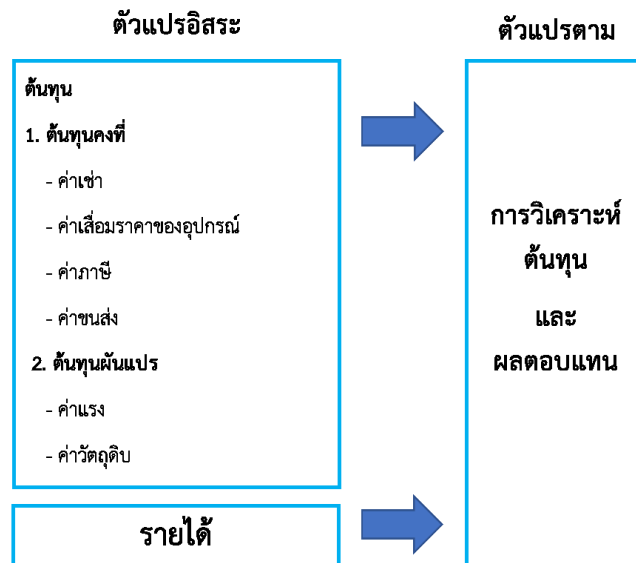 ตัวแปรอิสระ
ต้นทุน
1. ต้นทุนคงที่
- ค่าเช่า
- ค่าเสื่อมราคาของอุปกรณ์
- ค่าภาษี
- ค่าขนส่ง
2. ต้นทุนผันแปร
- ค่าแรง
- ค่าวัตถุดิบ
รายได้
ตัวแปรตาม
การวิเคราะห์
ต้นทุน
และ
ผลตอบแทน